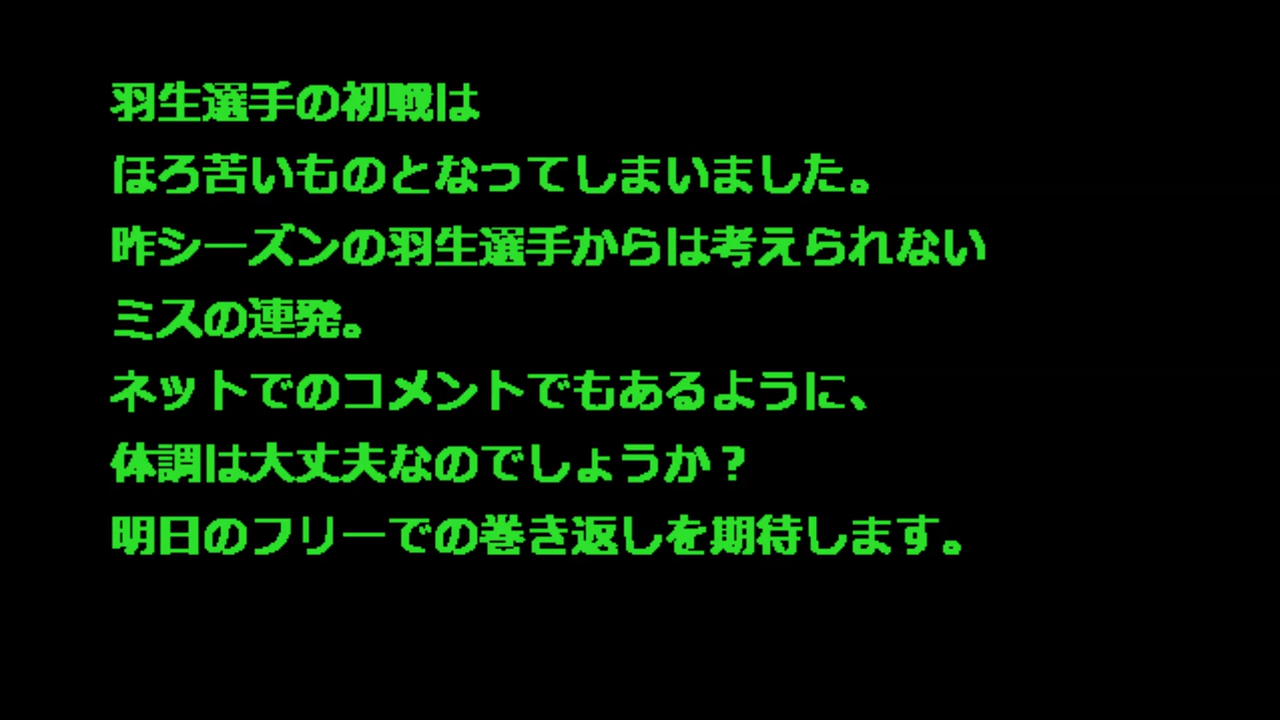 羽生選手の初戦は
ほろ苦いものとなってしまいました。
昨シーズンの羽生選手からは考えられない
ミスの連発。
ネットでのコメントでもあるように、
体調は大丈夫なのでしょうか？
明日のフリーでの巻き返しを期待します。